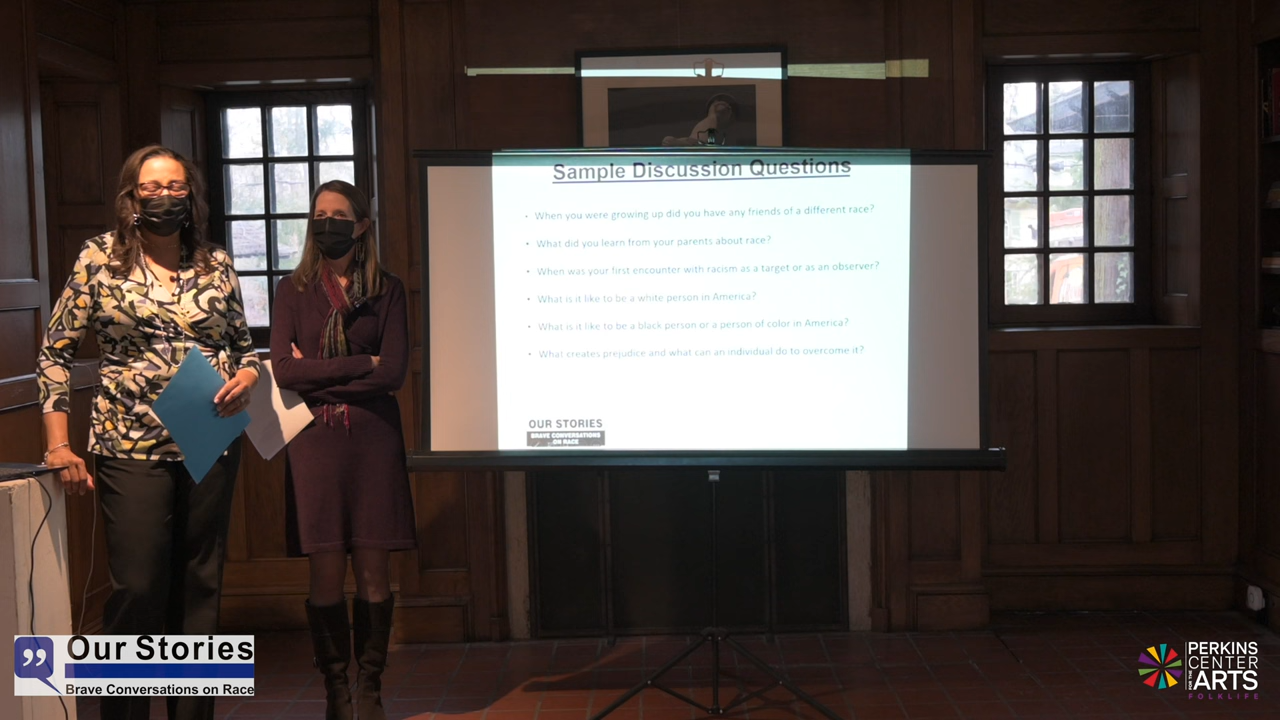 Sample Discussion Questions
• When you were growing up did you have any friends of a different race?
• What did you learn from your parents about race?
• When was your first encounter with racism as a target or as an observer?
• What is it like to be a white person in America?
• What is it like to be a black person or a person of color in America?
• What creates prejudice and what can an individual do to overcome it?
OUR STORIES
BRAVE CONVERSATIONS
ON RACE
Our Stories
Brave Conversations on Race
PERKINS
CENTER
FOR THE
ARTS
FOLKLIFE